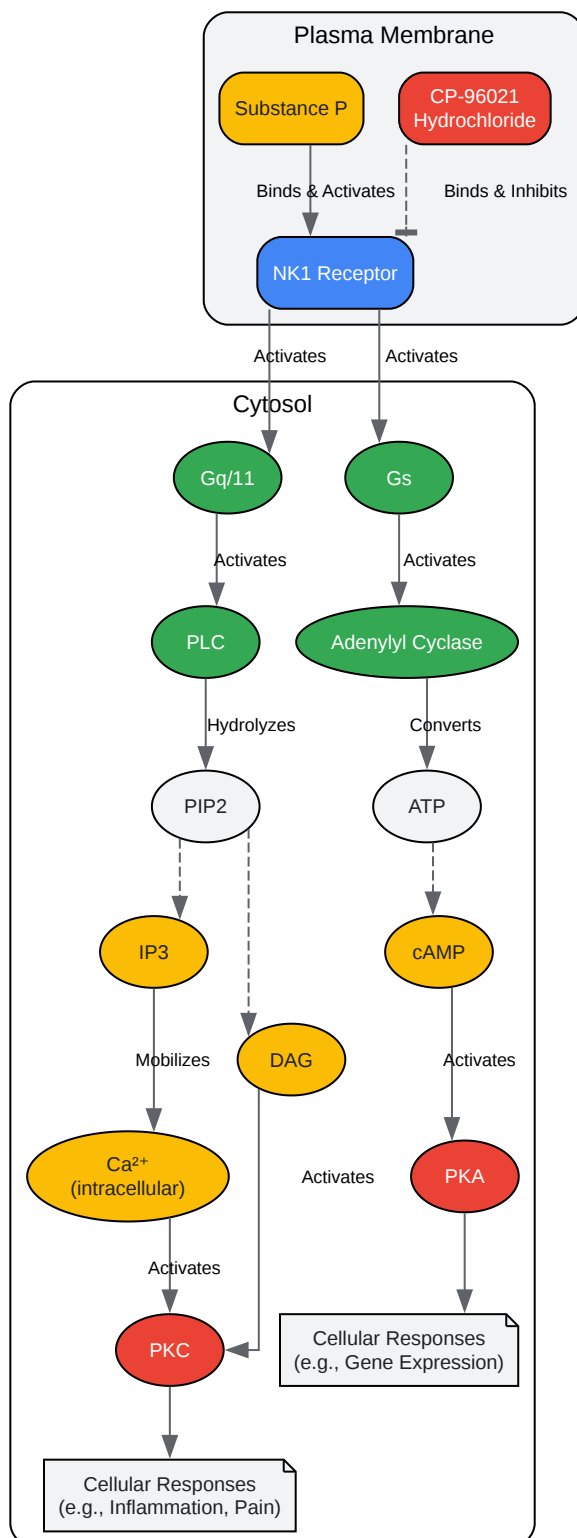 Plasma Membrane
Substance P
CP-96021
Hydrochloride
Binds & Activates
Binds & Inhibits
NK1 Receptor
Activates
Activates
Cytosol
Gq/11
Gs
Activates
Activates
PLC
Adenylyl Cyclase
Hydrolyzes
Converts
PIP2
ATP
IP3
cAMP
Mobilizes
DAG
Activates
Ca²⁺
(intracellular)
Activates
PKA
Activates
PKC
Cellular Responses
(e.g., Gene Expression)
Cellular Responses
(e.g., Inflammation, Pain)